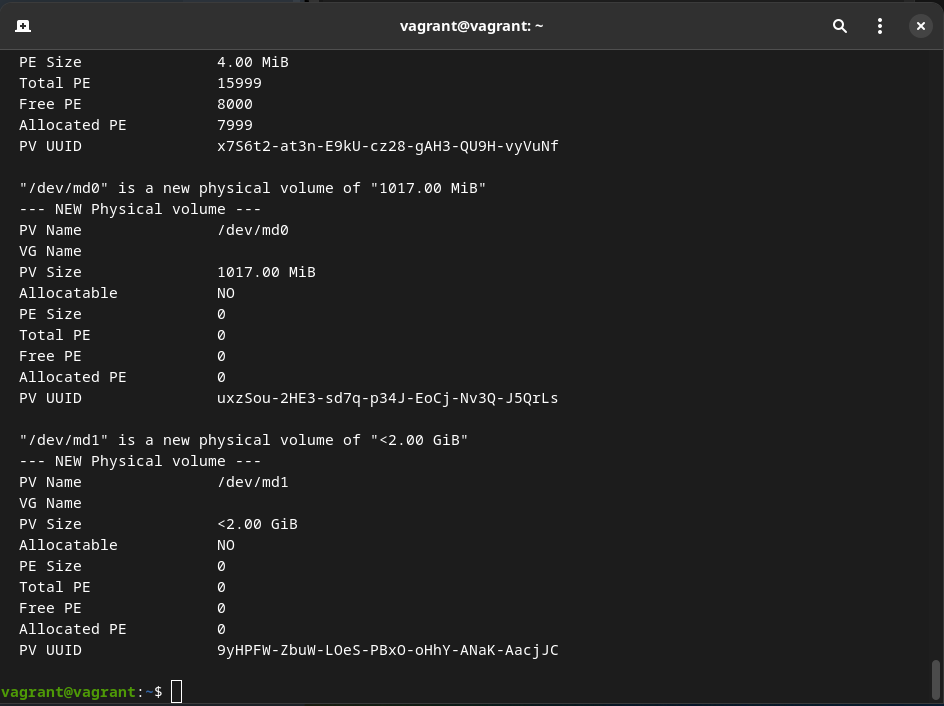 vagrant@vagrant: ~
PE Size               4.00 MiB
Total PE              15999
Free PE               8000
Allocated PE          7999
PV UUID               x7S6t2-at3n-E9kU-cz28-gAH3-QU9H-vyVuNf

"/dev/md0" is a new physical volume of "1017.00 MiB"
--- NEW Physical volume ---
PV Name               /dev/md0
VG Name
PV Size               1017.00 MiB
Allocatable           NO
PE Size               0
Total PE              0
Free PE               0
Allocated PE          0
PV UUID               uxzSou-2HE3-sd7q-p34J-EoCj-Nv3Q-J5QrLs

"/dev/md1" is a new physical volume of "<2.00 GiB"
--- NEW Physical volume ---
PV Name               /dev/md1
VG Name
PV Size               <2.00 GiB
Allocatable           NO
PE Size               0
Total PE              0
Free PE               0
Allocated PE          0
PV UUID               9yHPFW-ZbuW-LOeS-PBxO-oHhY-ANaK-AacjJC

vagrant@vagrant:~$